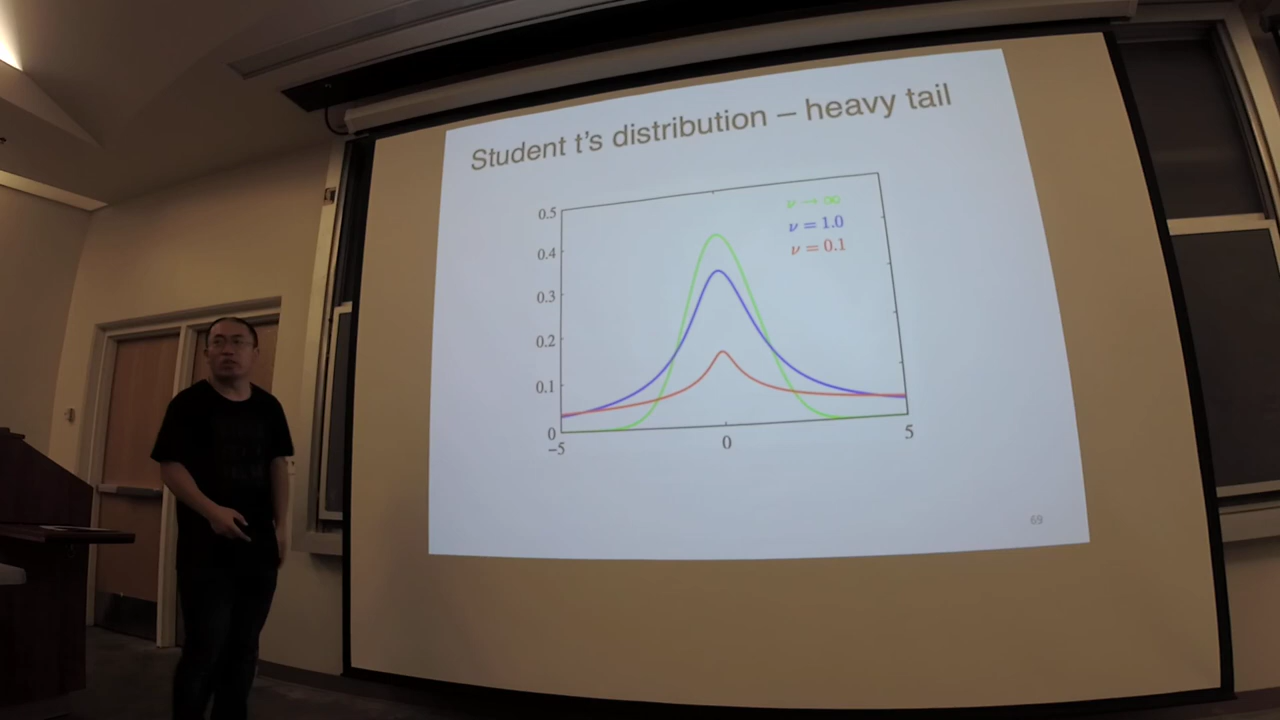 Student t's distribution – heavy tail
0.5
0.4
0.3
0.2
0.1
0
−5
0
5
ν → ∞
ν = 1.0
ν = 0.1
69